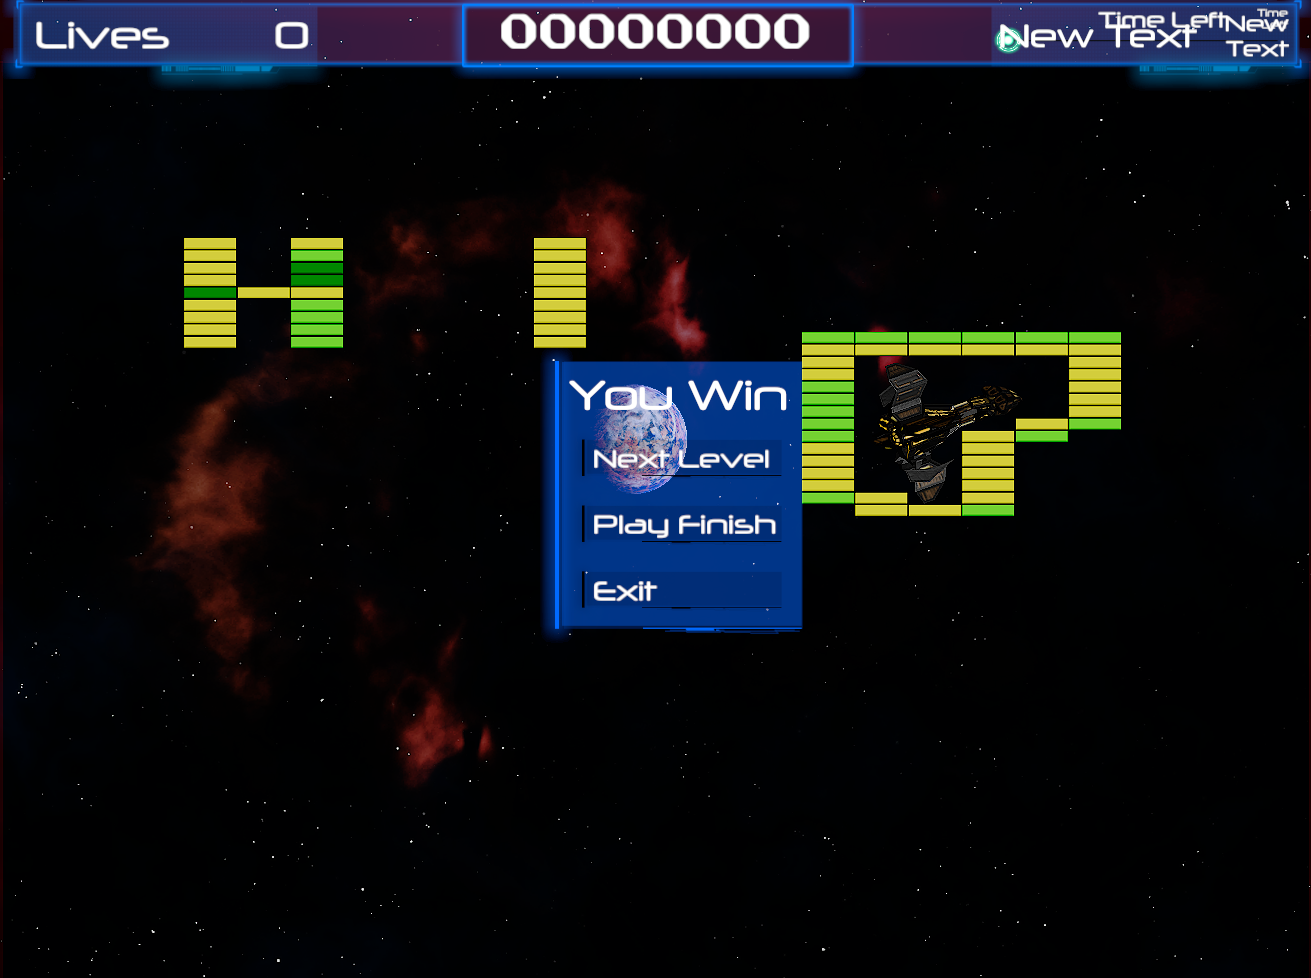 Lives 0
00000000
New Text
Time Left
Time
New
Text
H I
You Win
Next Level
Play Finish
Exit